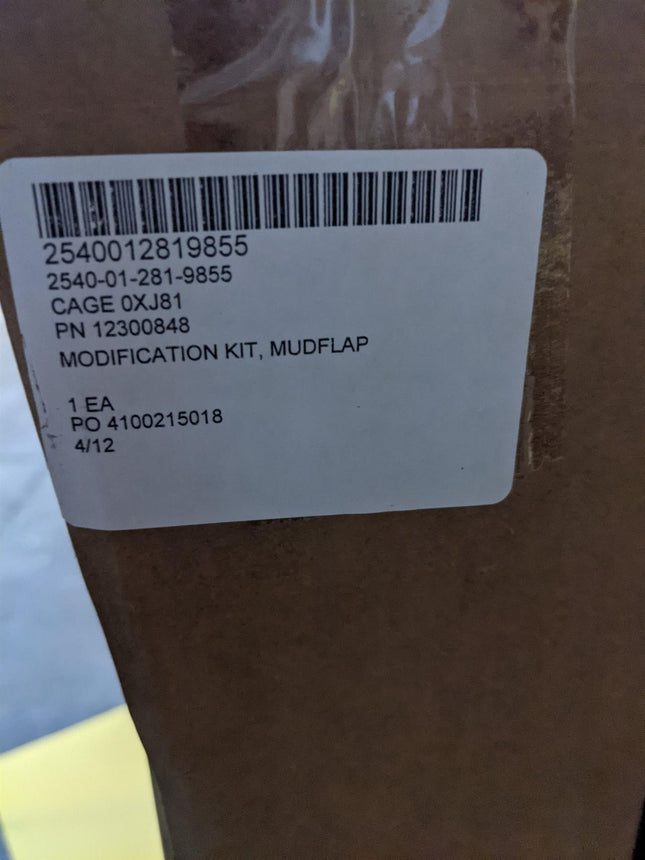 2540012819855
2540-01-281-9855
CAGE 0XJ81
PN 12300848
MODIFICATION KIT, MUDFLAP
1 EA
PO 4100215018
4/12